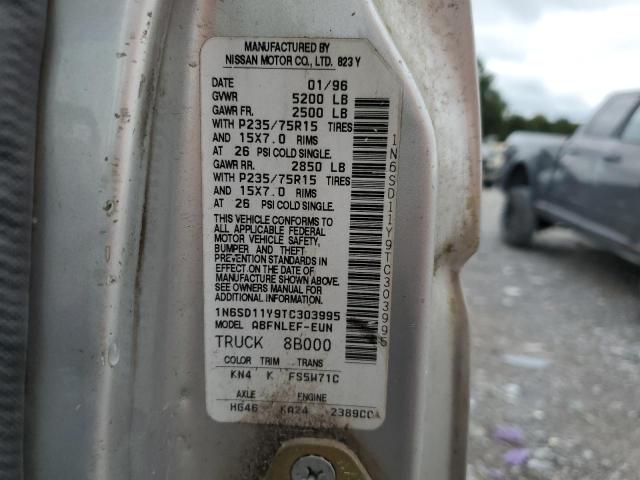 MANUFACTURED BY
NISSAN MOTOR CO., LTD. 823Y
DATE 01/96
GVWR 5200 LB
GAWR FR. 2500 LB
WITH P235/75R15 TIRES
AND 15X7.0 RIMS
AT 26 PSI COLD SINGLE.
GAWR RR. 2850 LB
WITH P235/75R15 TIRES
AND 15X7.0 RIMS
AT 26 PSI COLD SINGLE.
THIS VEHICLE CONFORMS TO
ALL APPLICABLE FEDERAL
MOTOR VEHICLE SAFETY,
BUMPER AND THEFT
PREVENTION STANDARDS IN
EFFECT ON THE DATE OF
MANUFACTURE SHOWN ABOVE.
SEE OWNERS MANUAL FOR
ADDITIONAL INFORMATION.
1N6SD11Y9TC303995
MODEL ABFNLEF-EUN
TRUCK 8B000
COLOR TRIM TRANS
KN4 K FS5W71C
AXLE ENGINE
HG46 KA24 2389CCA
1N6SD11Y9TC303995